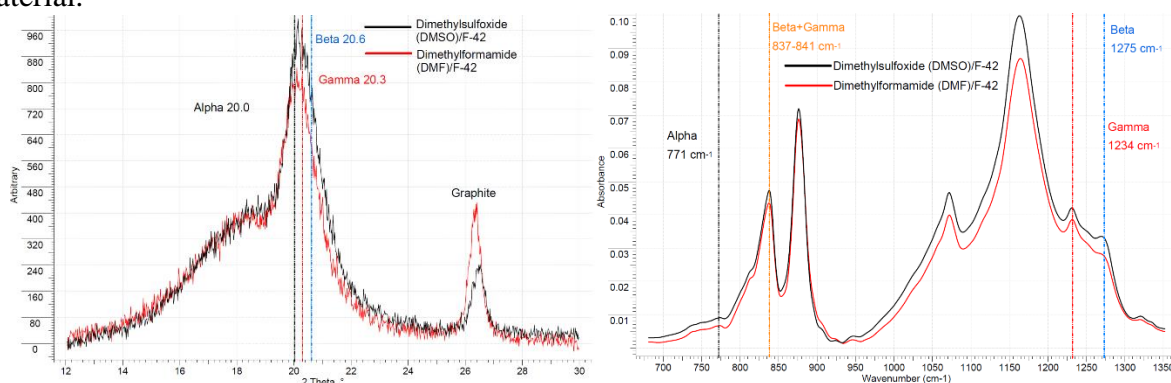 aterial.
Dimethylsulfoxide
(DMSO)/F-42
Beta 20.6
Dimethylformamide
(DMF)/F-42
Gamma 20.3
Alpha 20.0
Graphite
Arbitrary
960
880
800
720
640
560
480
400
320
240
160
80
0
12 14 16 18 20 22 24 26 28 30
2 Theta, °
Beta+Gamma
837-841 cm-1
Beta
1275 cm-1
Dimethylsulfoxide (DMSO)/F-42
Dimethylformamide (DMF)/F-42
Alpha
771 cm-1
Gamma
1234 cm-1
Absorbance
0.10
0.09
0.08
0.07
0.06
0.05
0.04
0.03
0.02
0.01
700 750 800 850 900 950 1000 1050 1100 1150 1200 1250 1300 1350
Wavenumber (cm-1)